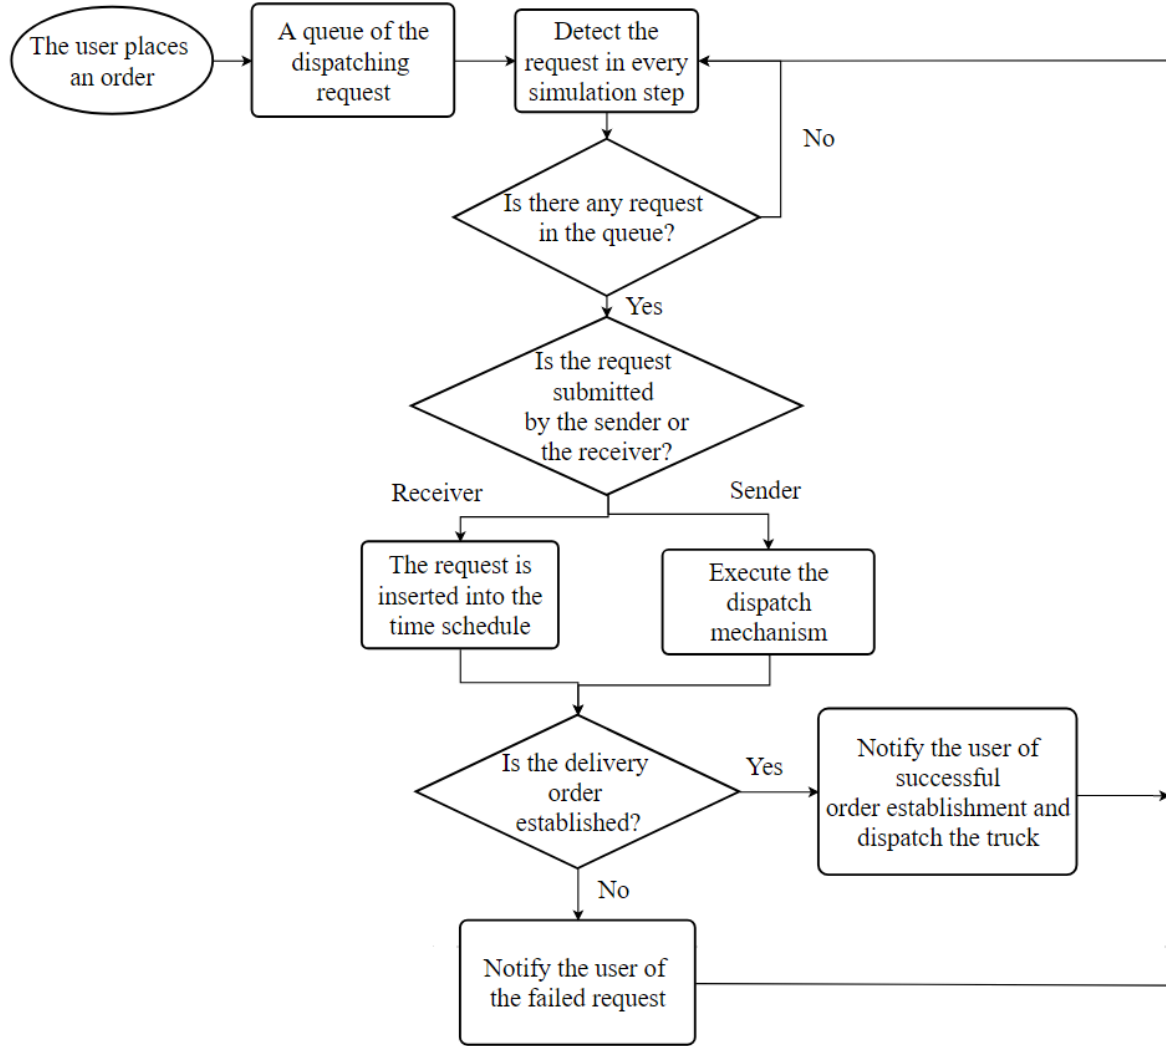 The user places
an order
A queue of the
dispatching
request
Detect the
request in every
simulation step
No
Is there any request
in the queue?
Yes
Is the request
submitted
by the sender or
the receiver?
Receiver
Sender
The request is
inserted into the
time schedule
Execute the
dispatch
mechanism
Is the delivery
order
established?
Yes
Notify the user of
successful
order establishment and
dispatch the truck
No
Notify the user of
the failed request